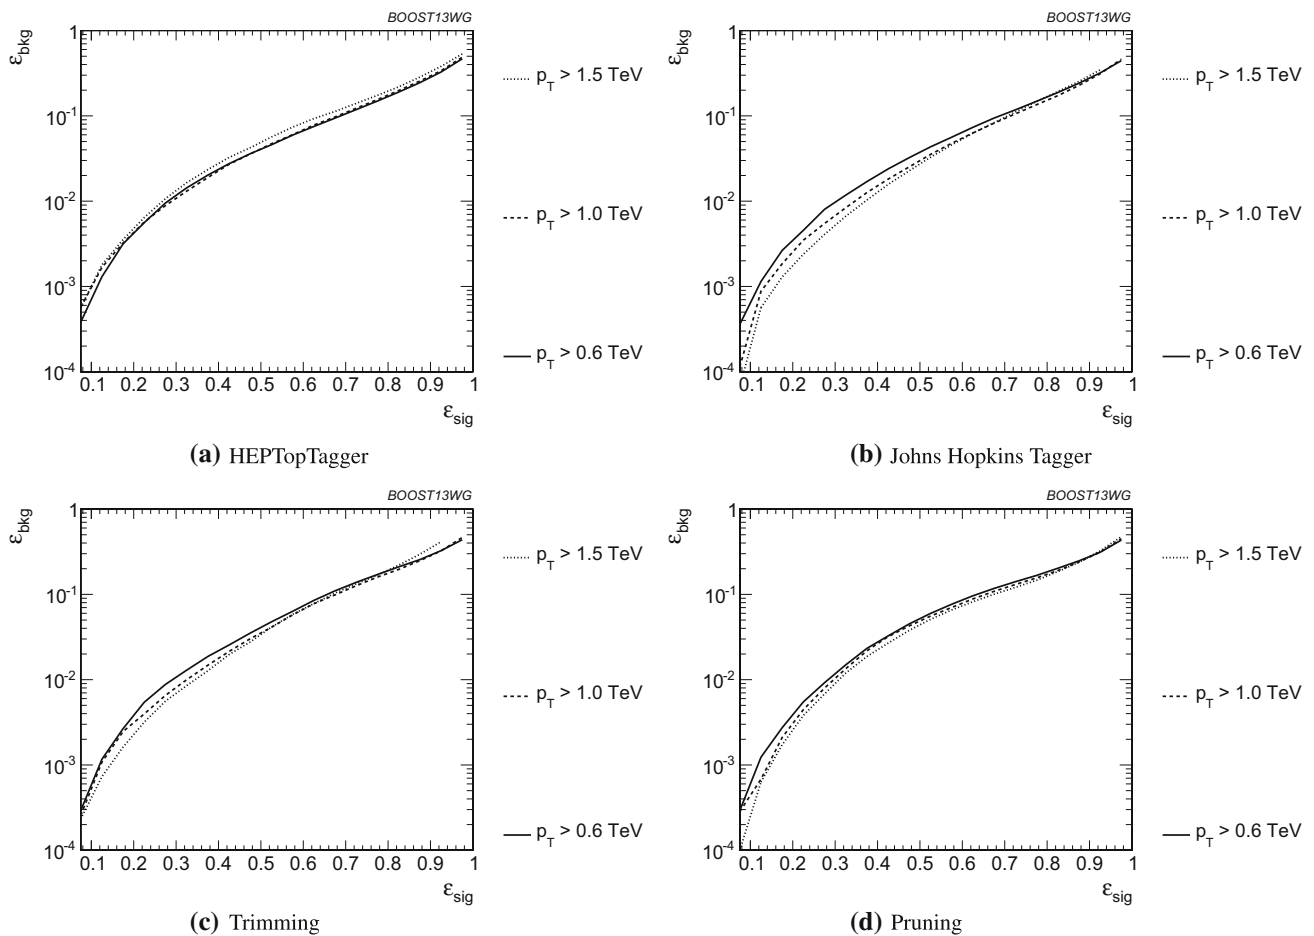 BOOST13WG
ε_bkg
1
10^-1
10^-2
10^-3
10^-4
0.1 0.2 0.3 0.4 0.5 0.6 0.7 0.8 0.9 1
ε_sig
p_T > 1.5 TeV
p_T > 1.0 TeV
p_T > 0.6 TeV
(a) HEPTopTagger
BOOST13WG
ε_bkg
1
10^-1
10^-2
10^-3
10^-4
0.1 0.2 0.3 0.4 0.5 0.6 0.7 0.8 0.9 1
ε_sig
p_T > 1.5 TeV
p_T > 1.0 TeV
p_T > 0.6 TeV
(b) Johns Hopkins Tagger
BOOST13WG
ε_bkg
1
10^-1
10^-2
10^-3
10^-4
0.1 0.2 0.3 0.4 0.5 0.6 0.7 0.8 0.9 1
ε_sig
p_T > 1.5 TeV
p_T > 1.0 TeV
p_T > 0.6 TeV
(c) Trimming
BOOST13WG
ε_bkg
1
10^-1
10^-2
10^-3
10^-4
0.1 0.2 0.3 0.4 0.5 0.6 0.7 0.8 0.9 1
ε_sig
p_T > 1.5 TeV
p_T > 1.0 TeV
p_T > 0.6 TeV
(d) Pruning